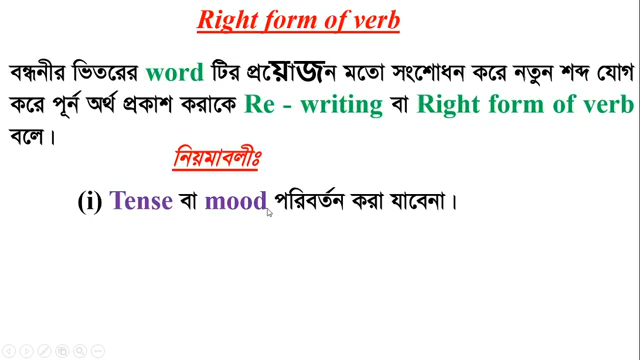 Right form of verb
বন্ধনীর ভিতরের word টির প্রয়োজন মতো সংশোধন করে নতুন শব্দ যোগ
করে পূর্ন অর্থ প্রকাশ করাকে Re - writing বা Right form of verb
বলে।
নিয়মাবলীঃ
(i) Tense বা mood পরিবর্তন করা যাবেনা।